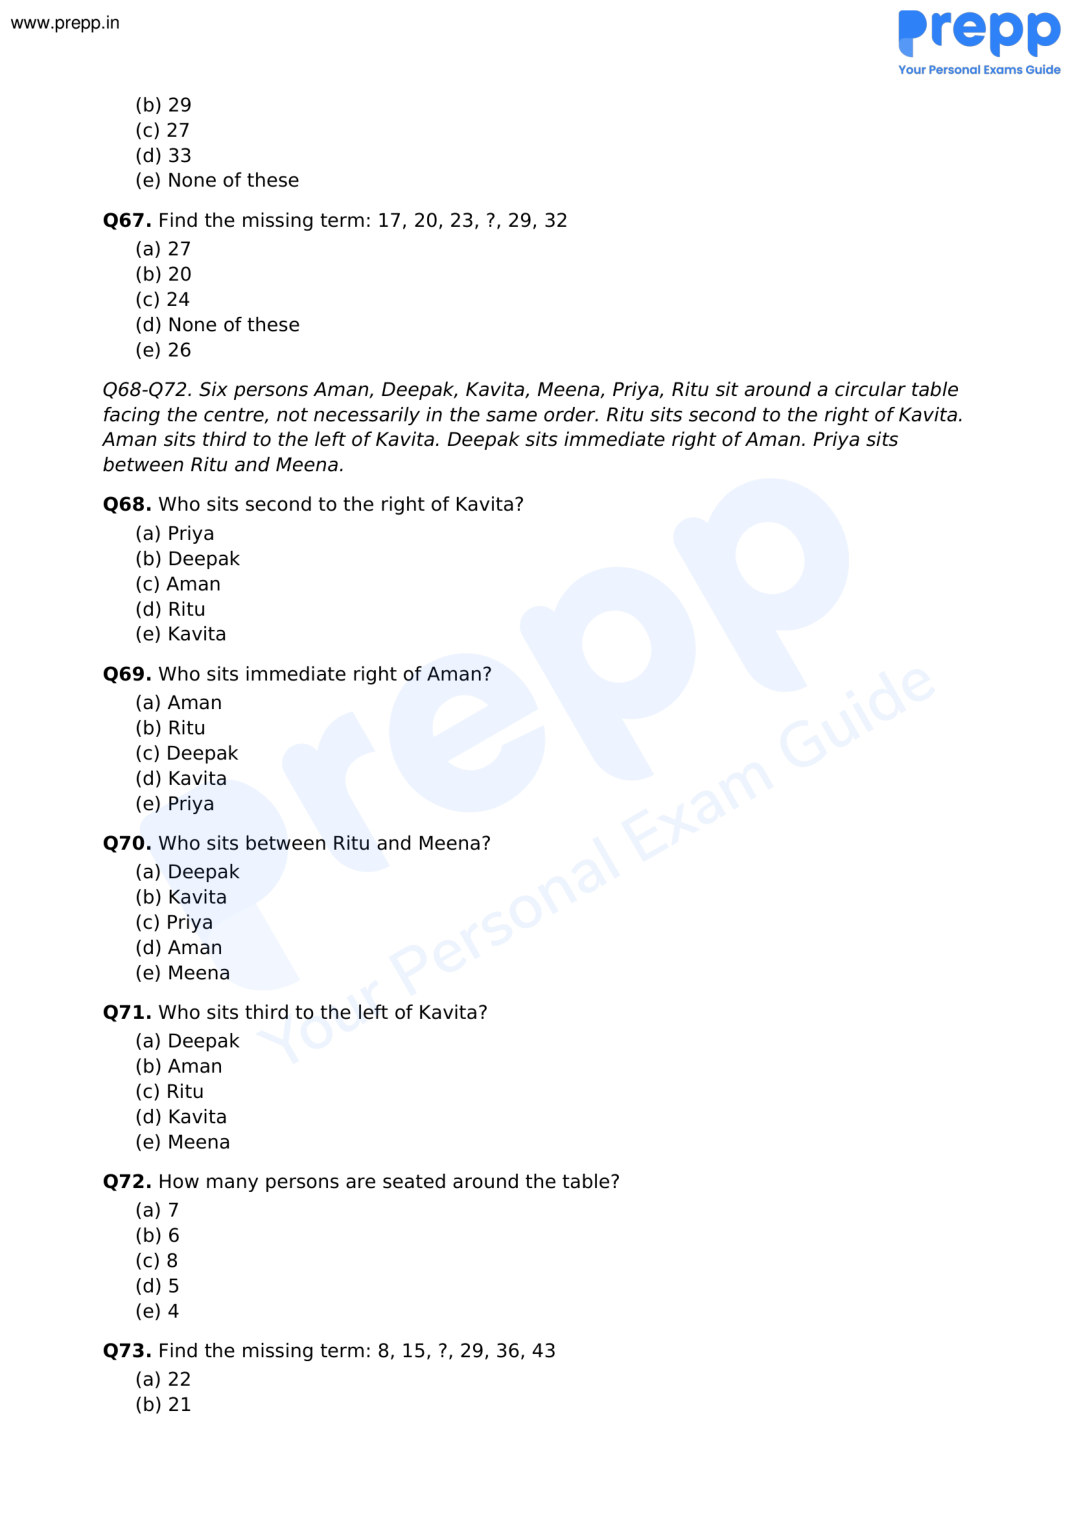 www.prepp.in
prepp
Your Personal Exams Guide
(b) 29
(c) 27
(d) 33
(e) None of these
Q67. Find the missing term: 17, 20, 23, ?, 29, 32
(a) 27
(b) 20
(c) 24
(d) None of these
(e) 26
Q68-Q72. Six persons Aman, Deepak, Kavita, Meena, Priya, Ritu sit around a circular table
facing the centre, not necessarily in the same order. Ritu sits second to the right of Kavita.
Aman sits third to the left of Kavita. Deepak sits immediate right of Aman. Priya sits
between Ritu and Meena.
Q68. Who sits second to the right of Kavita?
(a) Priya
(b) Deepak
(c) Aman
(d) Ritu
(e) Kavita
Q69. Who sits immediate right of Aman?
(a) Aman
(b) Ritu
(c) Deepak
(d) Kavita
(e) Priya
Q70. Who sits between Ritu and Meena?
(a) Deepak
(b) Kavita
(c) Priya
(d) Aman
(e) Meena
Q71. Who sits third to the left of Kavita?
(a) Deepak
(b) Aman
(c) Ritu
(d) Kavita
(e) Meena
Q72. How many persons are seated around the table?
(a) 7
(b) 6
(c) 8
(d) 5
(e) 4
Q73. Find the missing term: 8, 15, ?, 29, 36, 43
(a) 22
(b) 21
prepp
Your Personal Exam Guide